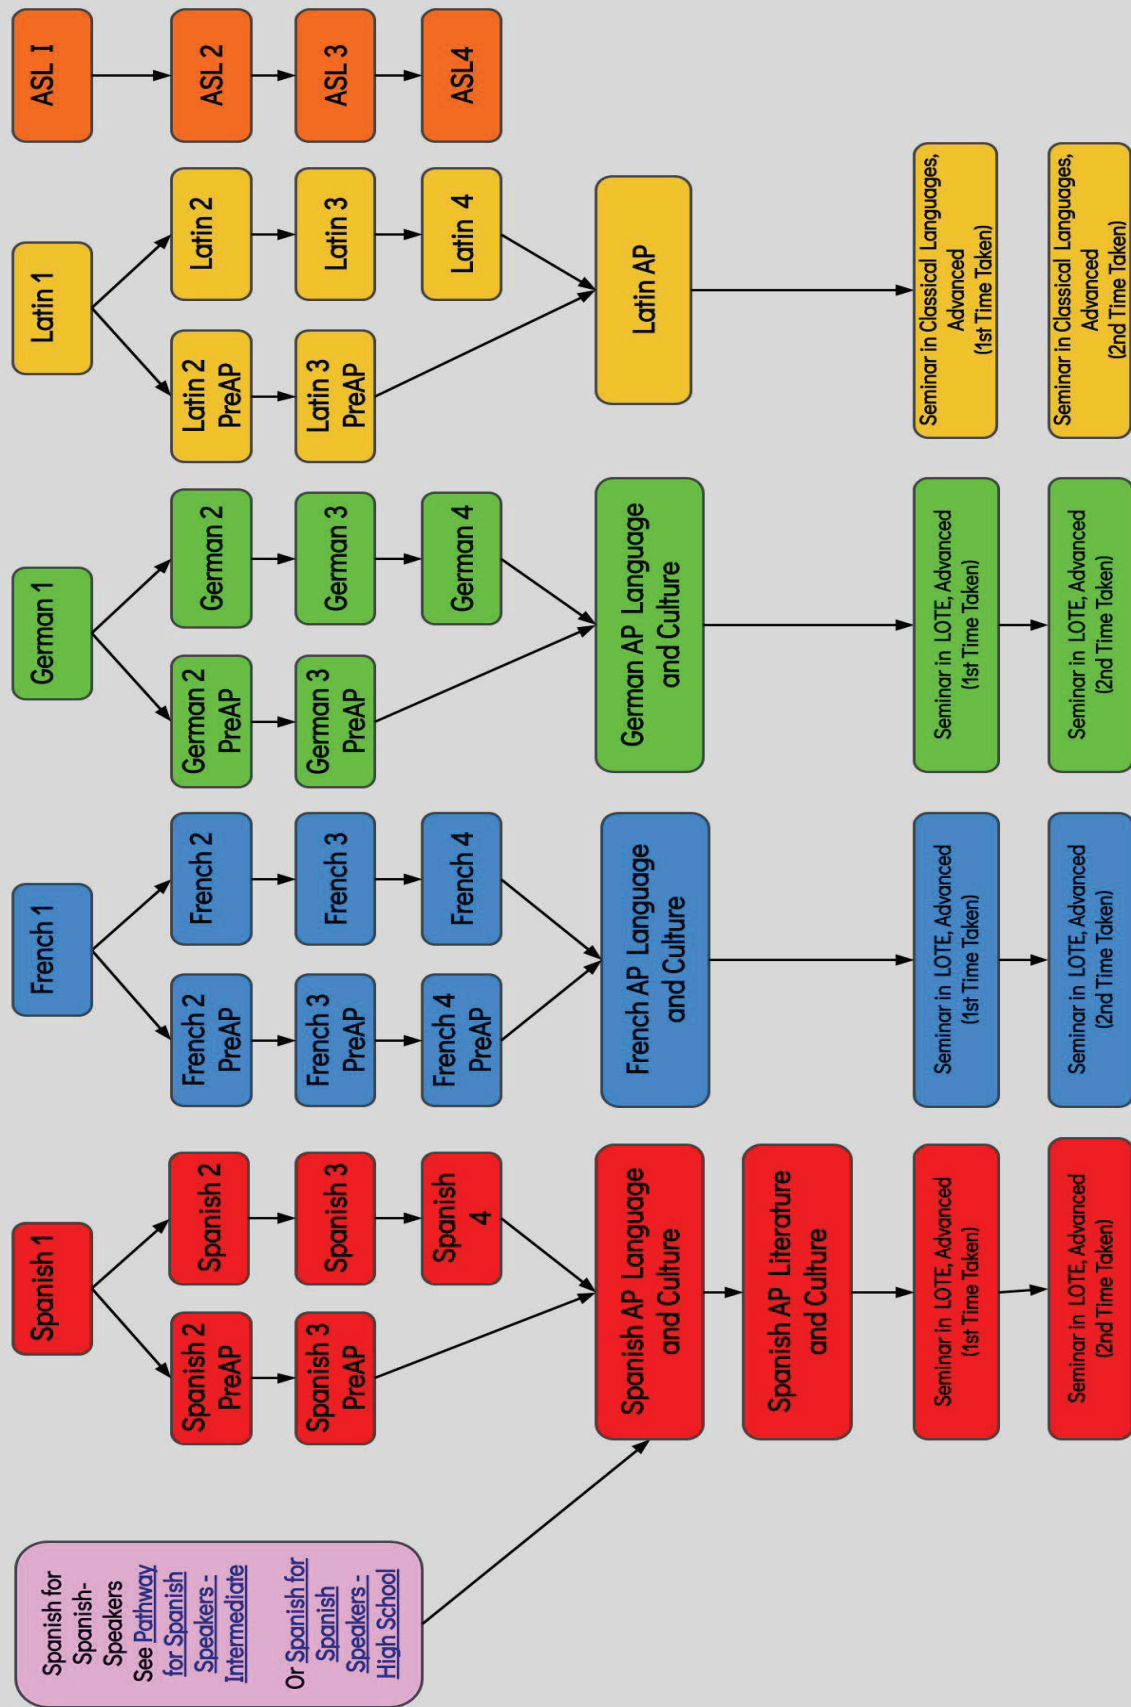 Spanish for
Spanish-
Speakers
See Pathway
for Spanish
Speakers -
Intermediate
Or Spanish for
Spanish
Speakers -
High School
Spanish 1
Spanish 2
PreAP
Spanish 2
Spanish 3
PreAP
Spanish 3
Spanish
4
Spanish AP Language
and Culture
Spanish AP Literature
and Culture
Seminar in LOTE, Advanced
(1st Time Taken)
Seminar in LOTE, Advanced
(2nd Time Taken)
French 1
French 2
PreAP
French 2
French 3
PreAP
French 3
French 4
PreAP
French 4
French AP Language
and Culture
Seminar in LOTE, Advanced
(1st Time Taken)
Seminar in LOTE, Advanced
(2nd Time Taken)
German 1
German 2
PreAP
German 2
German 3
PreAP
German 3
German 4
German AP Language
and Culture
Seminar in LOTE, Advanced
(1st Time Taken)
Seminar in LOTE, Advanced
(2nd Time Taken)
Latin 1
Latin 2
PreAP
Latin 2
Latin 3
PreAP
Latin 3
Latin 4
Latin AP
Seminar in Classical Languages,
Advanced
(1st Time Taken)
Seminar in Classical Languages,
Advanced
(2nd Time Taken)
ASL I
ASL 2
ASL 3
ASL4